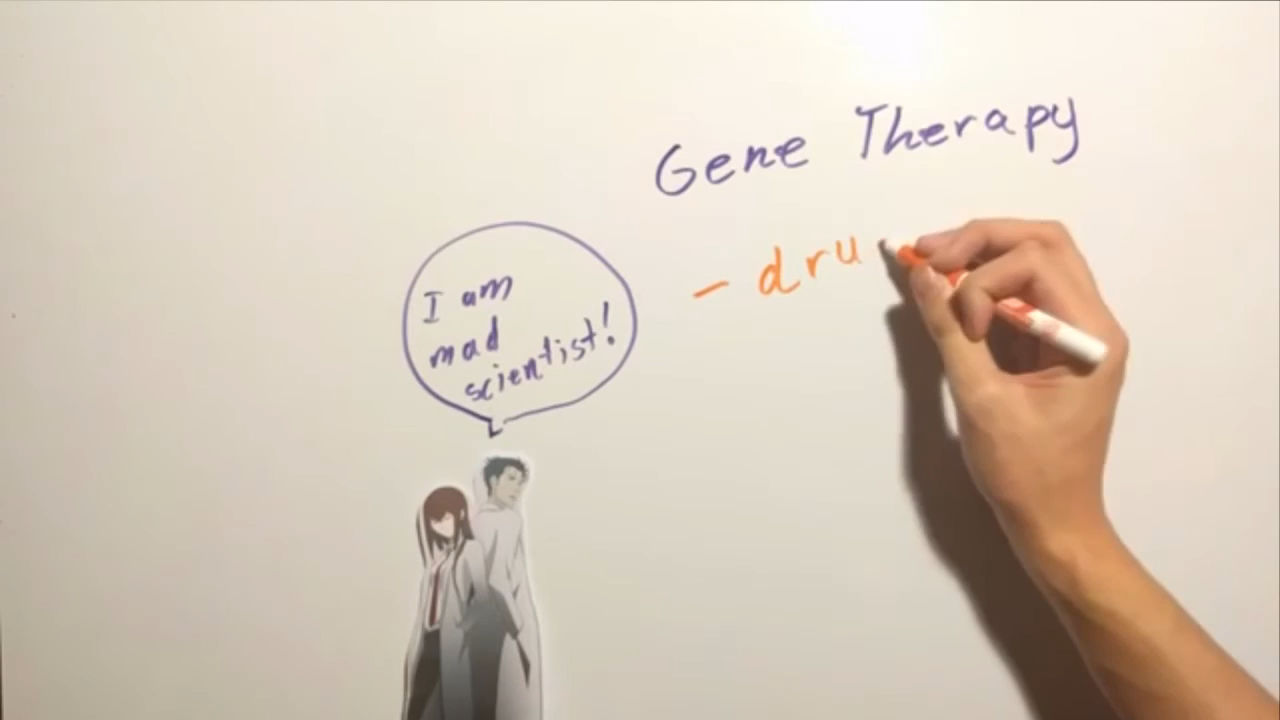 Gene Therapy
- dru
I am
mad
scientist!